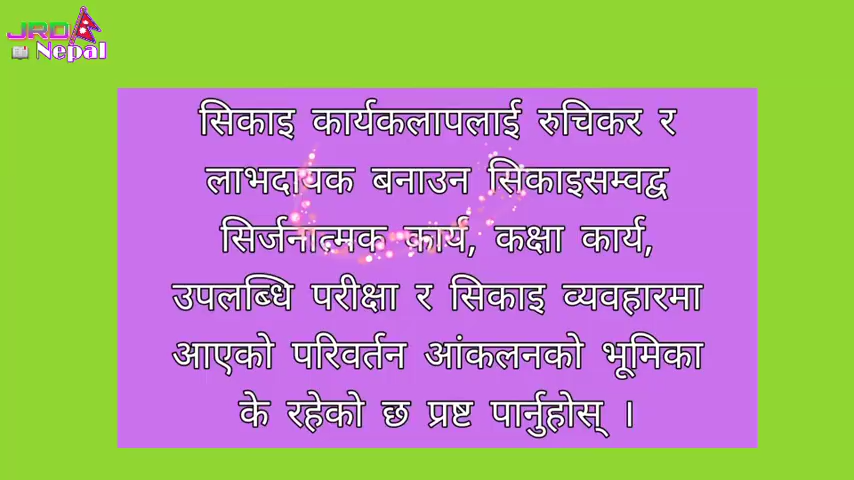 JRDA
Nepal
सिकाइ कार्यकलापलाई रुचिकर र
लाभदायक बनाउन सिकाइसम्वद्व
सिर्जनात्मक कार्य, कक्षा कार्य,
उपलब्धि परीक्षा र सिकाइ व्यवहारमा
आएको परिवर्तन आंकलनको भूमिका
के रहेको छ प्रष्ट पार्नुहोस् ।